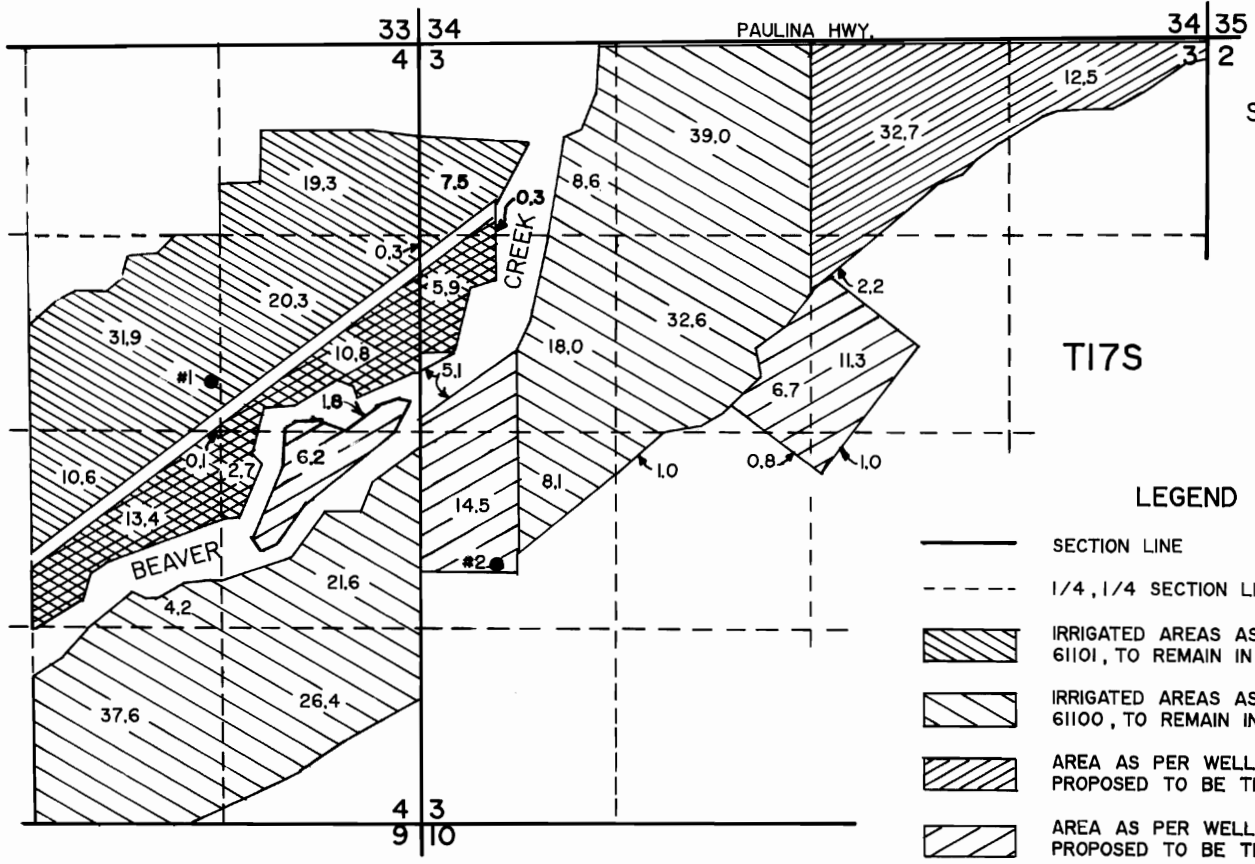 33 34
PAULINA HWY.
34 35
4 3
3 2
12.5
S
39.0
32.7
19.3
7.5
8.6
0.3
0.3
CREEK
5.9
2.2
20.3
31.9
32.6
10.8
18.0
11.3
T17S
#1
5.1
6.7
1.8
6.2
0.1
2.7
10.6
8.1
1.0
0.8
1.0
13.4
14.5
LEGEND
BEAVER
#2
SECTION LINE
21.6
1/4, 1/4 SECTION LI
4.2
IRRIGATED AREAS AS
61101, TO REMAIN IN
26.4
37.6
IRRIGATED AREAS AS
61100, TO REMAIN IN
AREA AS PER WELL
PROPOSED TO BE T
4 3
9 10
AREA AS PER WELL
PROPOSED TO BE T